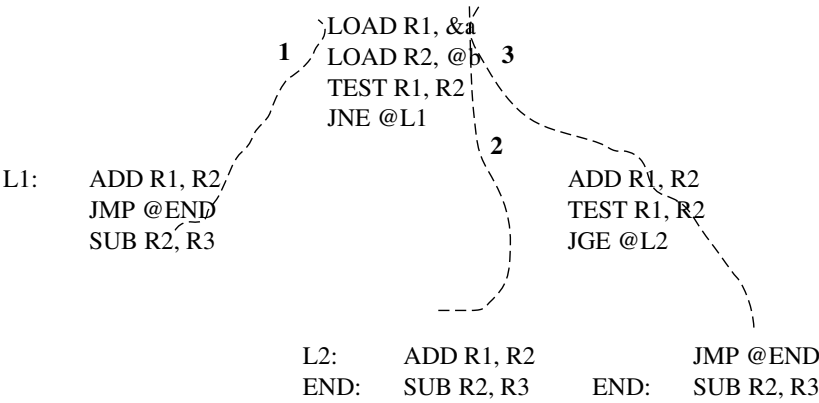 LOAD R1, &a
1 LOAD R2, @b 3
TEST R1, R2
JNE @L1
2
L1: ADD R1, R2 ADD R1, R2
JMP @END TEST R1, R2
SUB R2, R3 JGE @L2
L2: ADD R1, R2 JMP @END
END: SUB R2, R3 END: SUB R2, R3